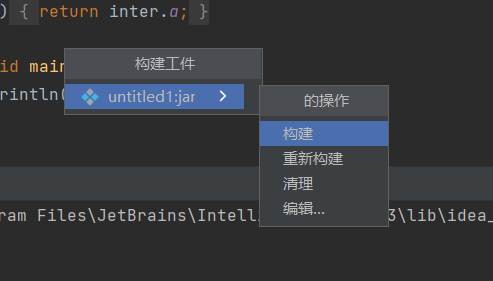 ) { return inter.a; }
id main
构建工件
rintln(
untitled1:jar
的操作
构建
重新构建
清理
编辑...
ram Files\JetBrains\Intelli
3\lib\idea_